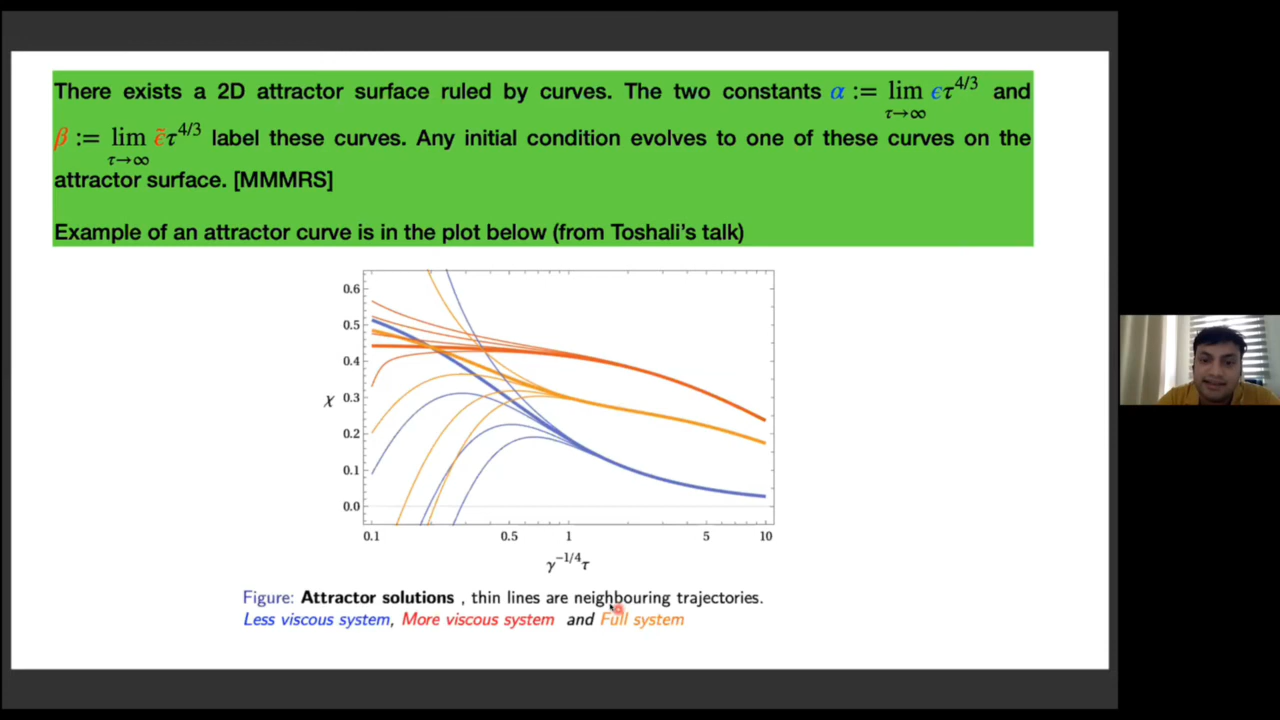 There exists a 2D attractor surface ruled by curves. The two constants α := lim ϵτ^{4/3} and
τ→∞
β := lim ϵ̃τ^{4/3} label these curves. Any initial condition evolves to one of these curves on the
τ→∞
attractor surface. [MMMRS]
Example of an attractor curve is in the plot below (from Toshali's talk)
0.6
0.5
0.4
χ 0.3
0.2
0.1
0.0
0.1 0.5 1 5 10
γ^{-1/4}τ
Figure: Attractor solutions , thin lines are neighbouring trajectories.
Less viscous system, More viscous system and Full system